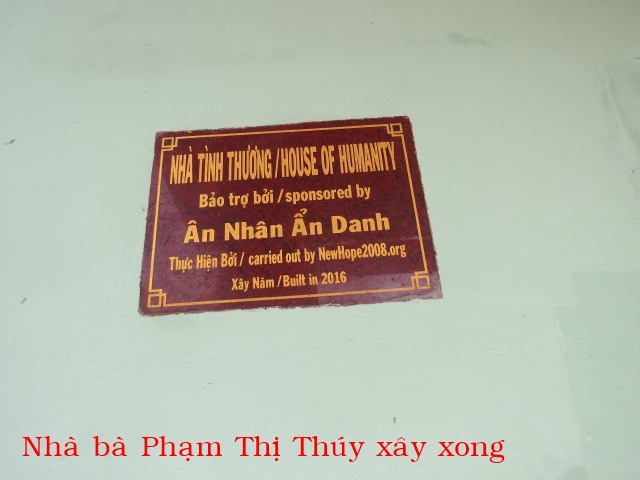 NHÀ TÌNH THƯƠNG / HOUSE OF HUMANITY
Bảo trợ bởi / sponsored by
Ân Nhân Ẩn Danh
Thực Hiện Bởi / carried out by NewHope2008.org
Xây Năm / Built in 2016
Nhà bà Phạm Thị Thúy xây xong